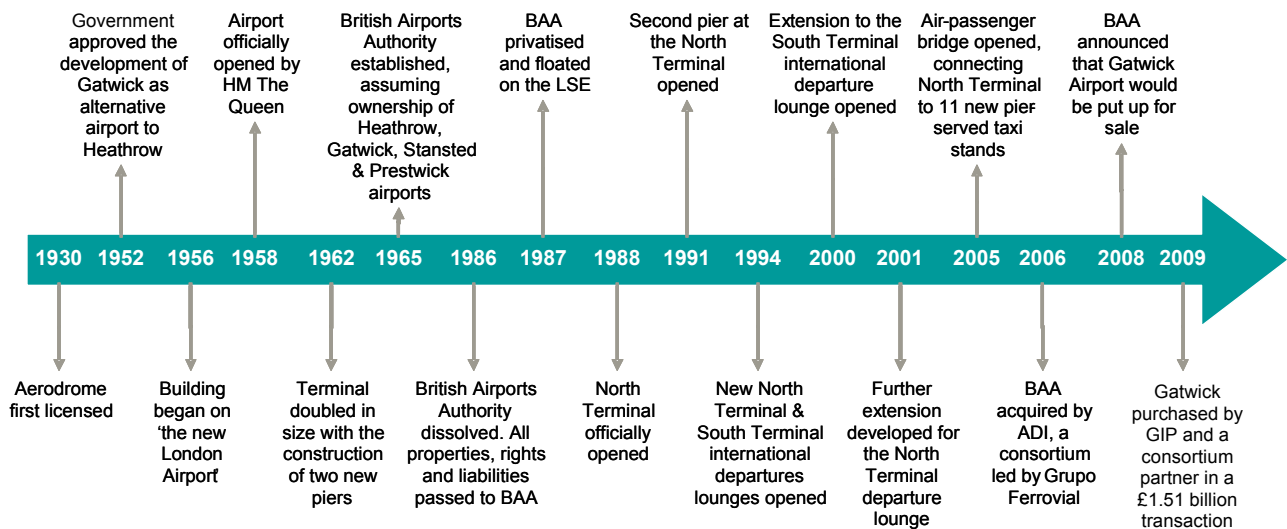 Government
approved the
development of
Gatwick as
alternative
airport to
Heathrow
Airport
officially
opened by
HM The
Queen
British Airports
Authority
established,
assuming
ownership of
Heathrow,
Gatwick, Stansted
& Prestwick
airports
BAA
privatised
and floated
on the LSE
Second pier at
the North
Terminal
opened
Extension to the
South Terminal
international
departure
lounge opened
Air-passenger
bridge opened,
connecting
North Terminal
to 11 new pier-
served taxi
stands
BAA
announced
that Gatwick
Airport would
be put up for
sale
1930 1952 1956 1958 1962 1965 1986 1987 1988 1991 1994 2000 2001 2005 2006 2008 2009
Aerodrome
first licensed
Building
began on
‘the new
London
Airport’
Terminal
doubled in
size with the
construction
of two new
piers
British Airports
Authority
dissolved. All
properties, rights
and liabilities
passed to BAA
North
Terminal
officially
opened
New North
Terminal &
South Terminal
international
departures
lounges opened
Further
extension
developed for
the North
Terminal
departure
lounge
BAA
acquired by
ADI, a
consortium
led by Grupo
Ferrovial
Gatwick
purchased by
GIP and a
consortium
partner in a
£1.51 billion
transaction